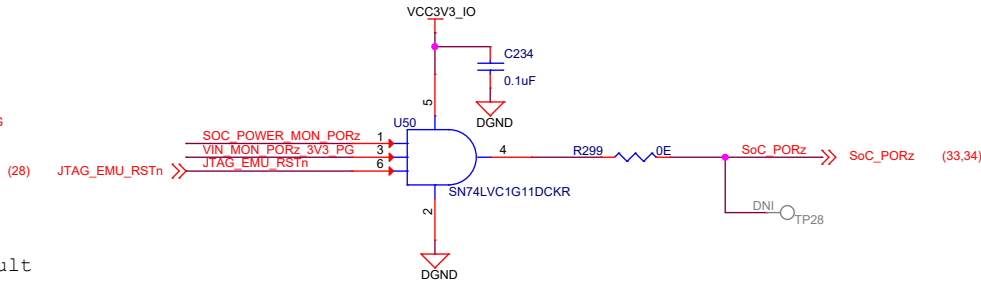 VCC3V3_IO
C234
0.1uF
DGND
5
U50
SOC_POWER_MON_PORz 1
VIN_MON_PORz_3V3_PG 3
(28) JTAG_EMU_RSTn JTAG_EMU_RSTn 6
4 R299 0E SoC_PORz SoC_PORz (33,34)
SN74LVC1G11DCKR
2
DNI TP28
DGND
ult